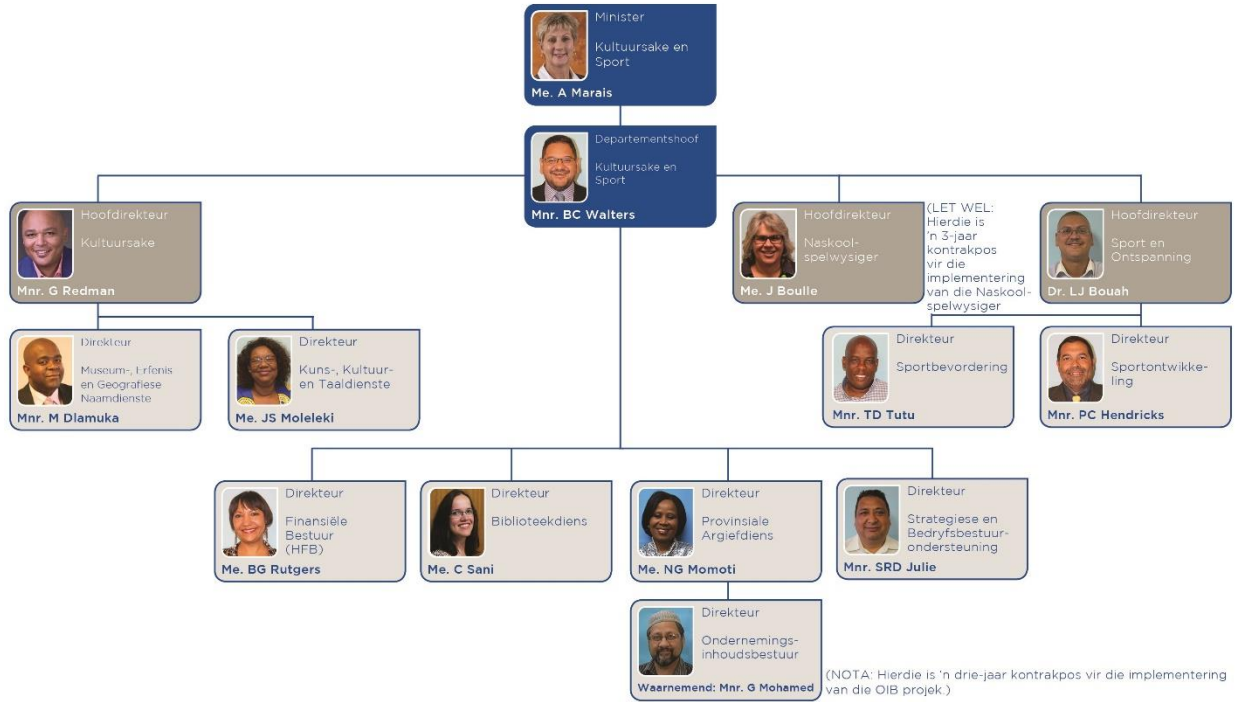 Minister
Kultuursake en
Sport
Me. A Marais
Departementshoof
Kultuursake en
Sport
Mnr. BC Walters
Hoofdirekteur
Kultuursake
Mnr. G Redman
Hoofdirekteur
Naskool-
spelwysiger
Me. J Boulle
(LET WEL:
Hierdie is
'n 3-jaar
kontrakpos
vir die
implementering
van die Naskool-
spelwysiger
Hoofdirekteur
Sport en
Ontspanning
Dr. LJ Bouah
Direkteur
Museum-, Erfenis
en Geografiese
Naamdienste
Mnr. M Dlamuka
Direkteur
Kuns-, Kultuur-
en Taaldienste
Me. JS Moleleki
Direkteur
Sportbevordering
Mnr. TD Tutu
Direkteur
Sportontwikke-
ling
Mnr. PC Hendricks
Direkteur
Finansiële
Bestuur
(HFB)
Me. BG Rutgers
Direkteur
Biblioteekdiens
Me. C Sani
Direkteur
Provinsiale
Argiefdiens
Me. NG Momoti
Direkteur
Strategiese en
Bedryfsbestuur-
ondersteuning
Mnr. SRD Julie
Direkteur
Ondernemings-
inhoudsbestuur
Waarnemend: Mnr. G Mohamed
(NOTA: Hierdie is 'n drie-jaar kontrakpos vir die implementering
van die OIB projek.)